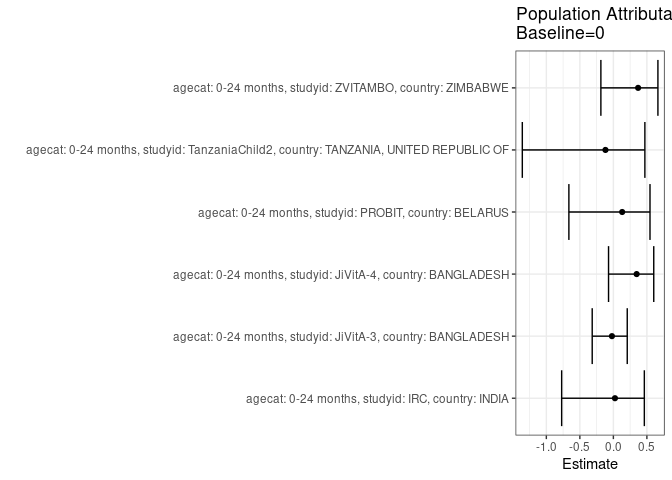 Population Attributa
Baseline=0
agecat: 0-24 months, studyid: ZVITAMBO, country: ZIMBABWE
agecat: 0-24 months, studyid: TanzaniaChild2, country: TANZANIA, UNITED REPUBLIC OF
agecat: 0-24 months, studyid: PROBIT, country: BELARUS
agecat: 0-24 months, studyid: JiVitA-4, country: BANGLADESH
agecat: 0-24 months, studyid: JiVitA-3, country: BANGLADESH
agecat: 0-24 months, studyid: IRC, country: INDIA
-1.0 -0.5 0.0 0.5
Estimate